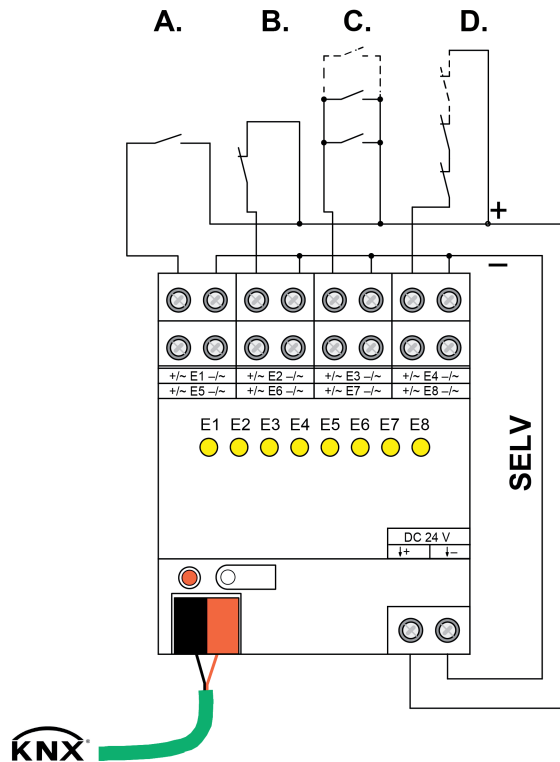 A. B. C. D.
+
–
SELV
+/~ E1 –/~ +/~ E2 –/~ +/~ E3 –/~ +/~ E4 –/~
+/~ E5 –/~ +/~ E6 –/~ +/~ E7 –/~ +/~ E8 –/~
E1 E2 E3 E4 E5 E6 E7 E8
DC 24 V
↓+ ↓–
KNX®